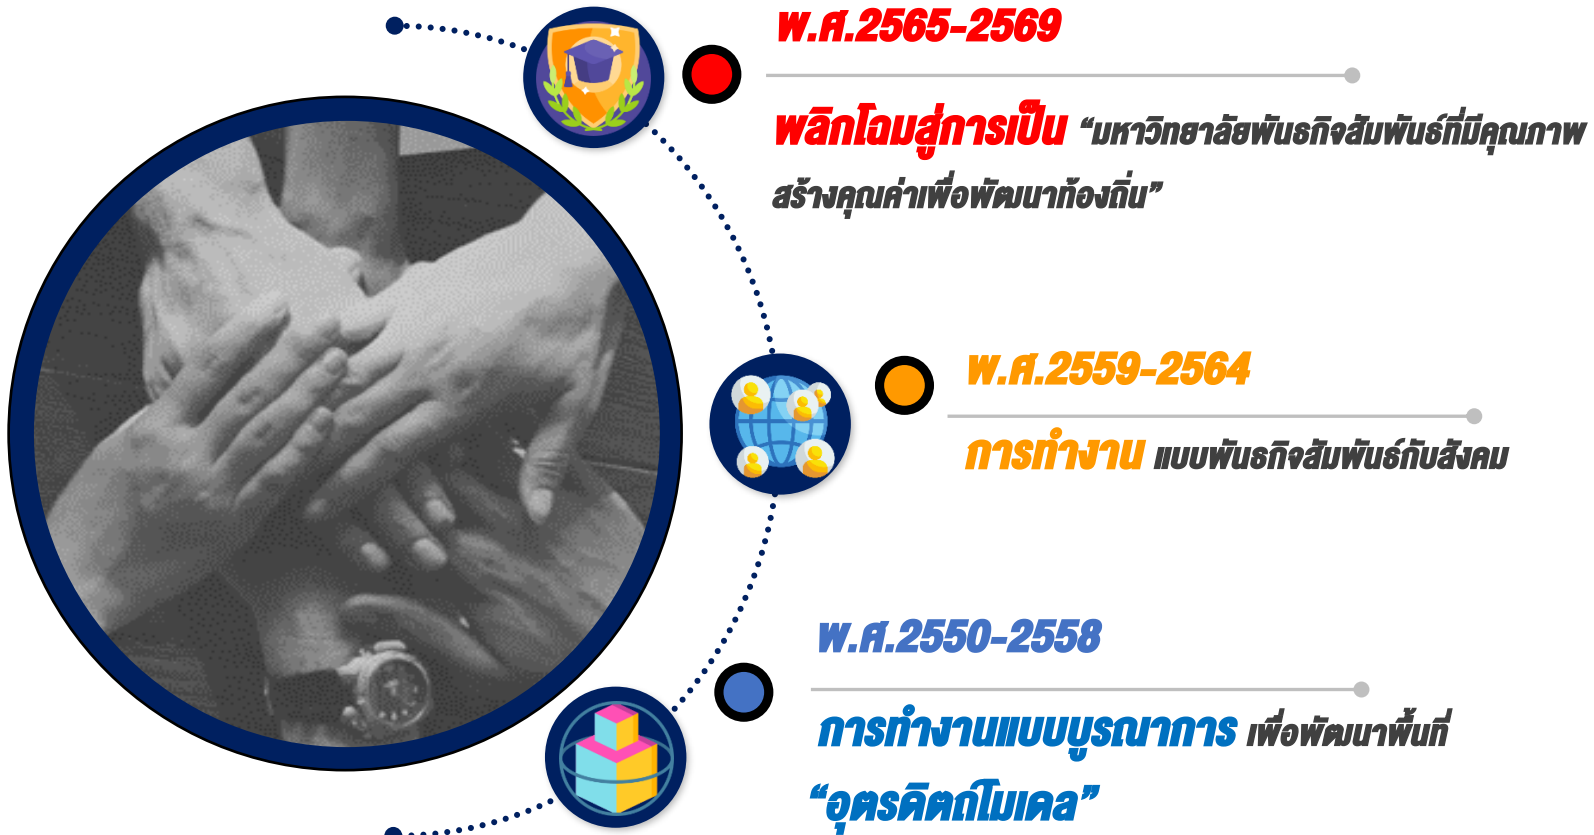 พ.ศ.2565-2569
พลิกโฉมสู่การเป็น “มหาวิทยาลัยพันธกิจสัมพันธ์ที่มีคุณภาพ
สร้างคุณค่าเพื่อพัฒนาท้องถิ่น”
พ.ศ.2559-2564
การทำงาน แบบพันธกิจสัมพันธ์กับสังคม
พ.ศ.2550-2558
การทำงานแบบบูรณาการ เพื่อพัฒนาพื้นที่
“อุตรดิตถ์โมเดล”